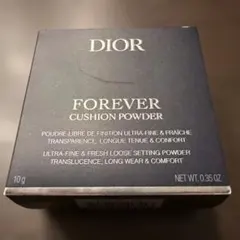 DIOR
FOREVER
CUSHION POWDER
POUDRE LIBRE DE FINITION ULTRA-FINE & FRAÎCHE
TRANSPARENCE, LONGUE TENUE & CONFORT
ULTRA-FINE & FRESH LOOSE SETTING POWDER
TRANSLUCENCE, LONG WEAR & COMFORT
10 g
NET WT. 0.35 OZ.